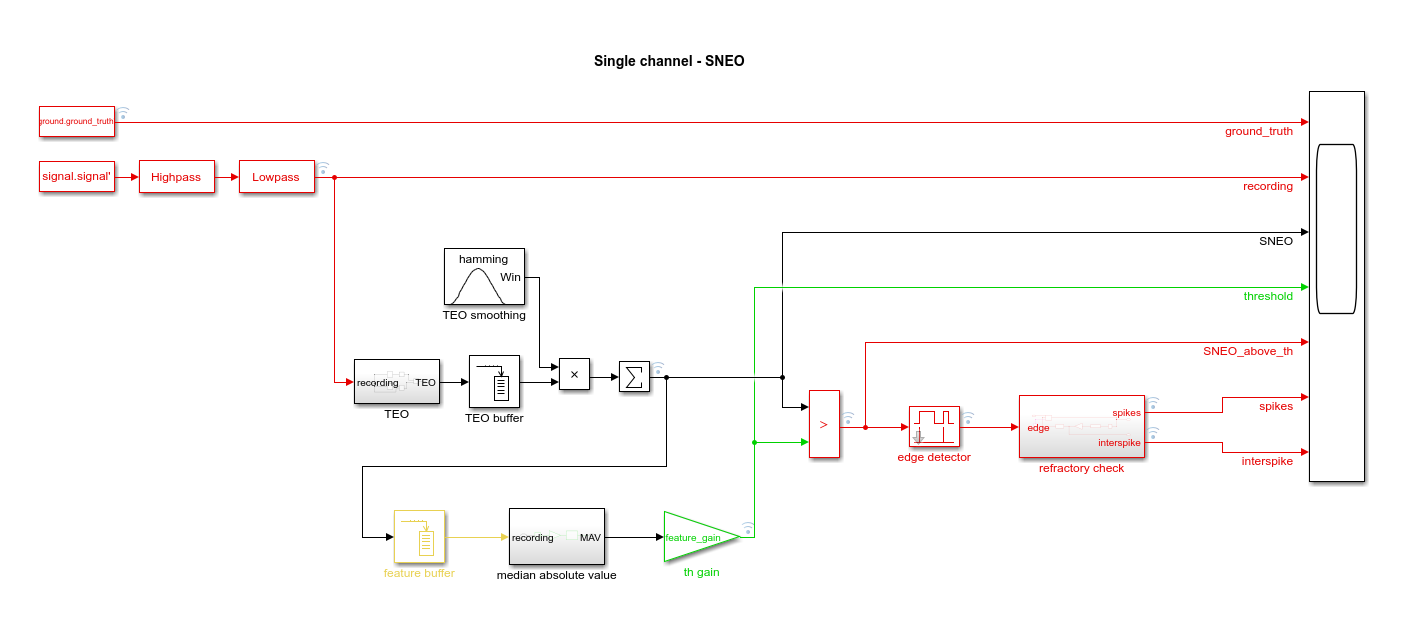 Single channel - SNEO
ground.ground_truth
ground_truth
signal.signal'
Highpass
Lowpass
recording
SNEO
hamming
Win
TEO smoothing
threshold
SNEO_above_th
recording
TEO
TEO
TEO buffer
×
Σ
>
edge detector
edge
spikes
interspike
refractory check
spikes
interspike
feature buffer
recording
MAV
median absolute value
feature_gain
th gain